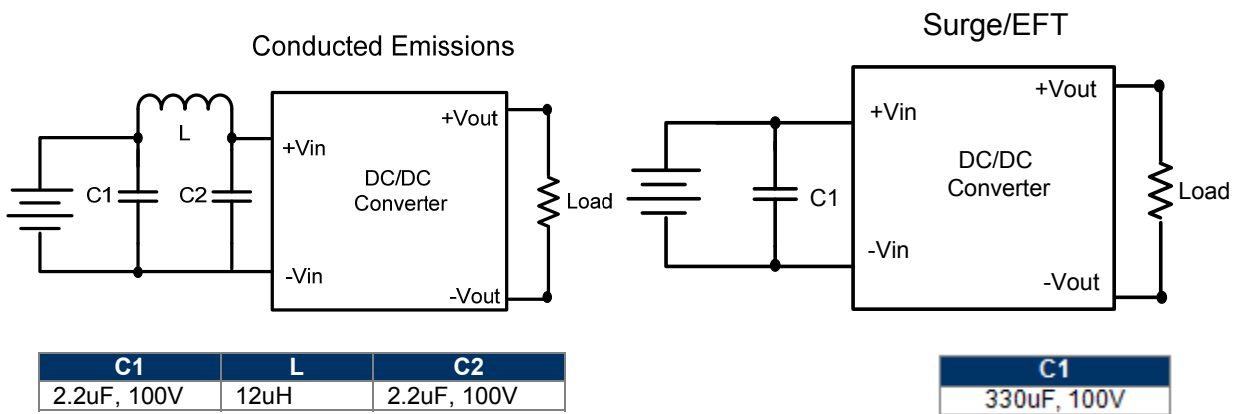 Conducted Emissions
L
C1
C2
+Vin
-Vin
DC/DC
Converter
+Vout
-Vout
Load
C1 L C2
2.2uF, 100V 12uH 2.2uF, 100V
Surge/EFT
C1
+Vin
-Vin
DC/DC
Converter
+Vout
-Vout
Load
C1
330uF, 100V